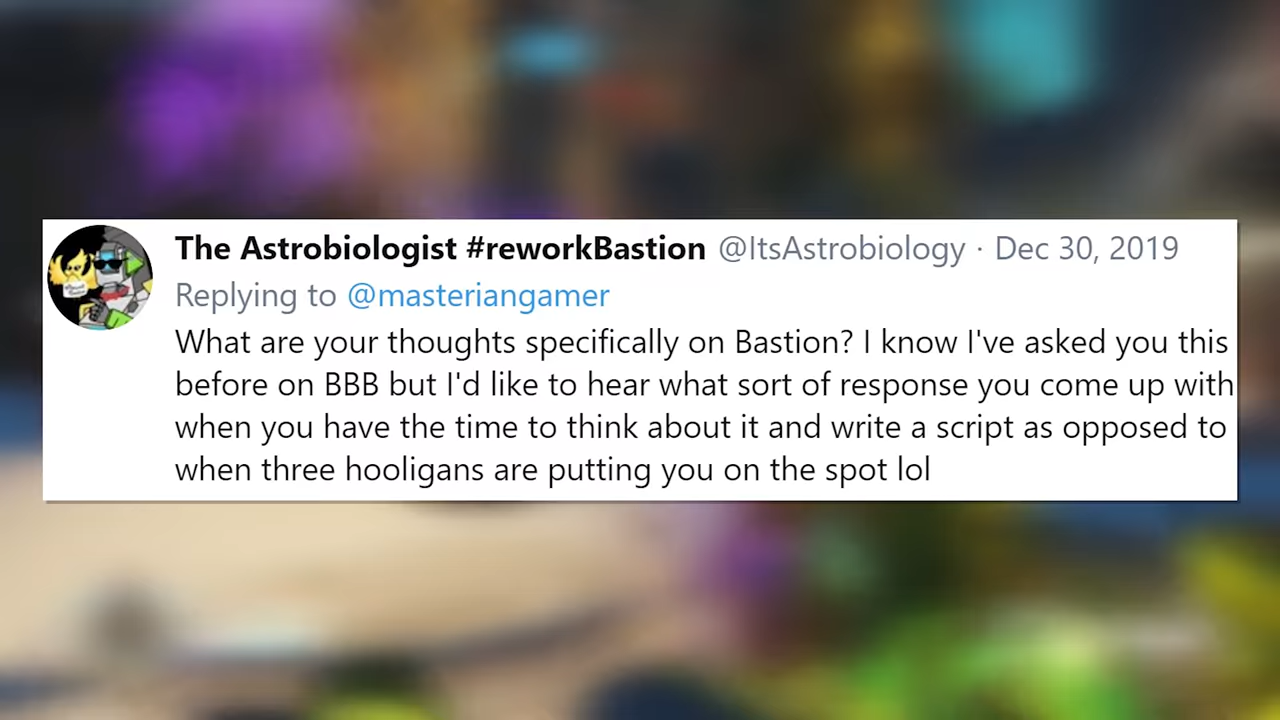 The Astrobiologist #reworkBastion @ItsAstrobiology · Dec 30, 2019
Replying to @masteriangamer
What are your thoughts specifically on Bastion? I know I've asked you this
before on BBB but I'd like to hear what sort of response you come up with
when you have the time to think about it and write a script as opposed to
when three hooligans are putting you on the spot lol